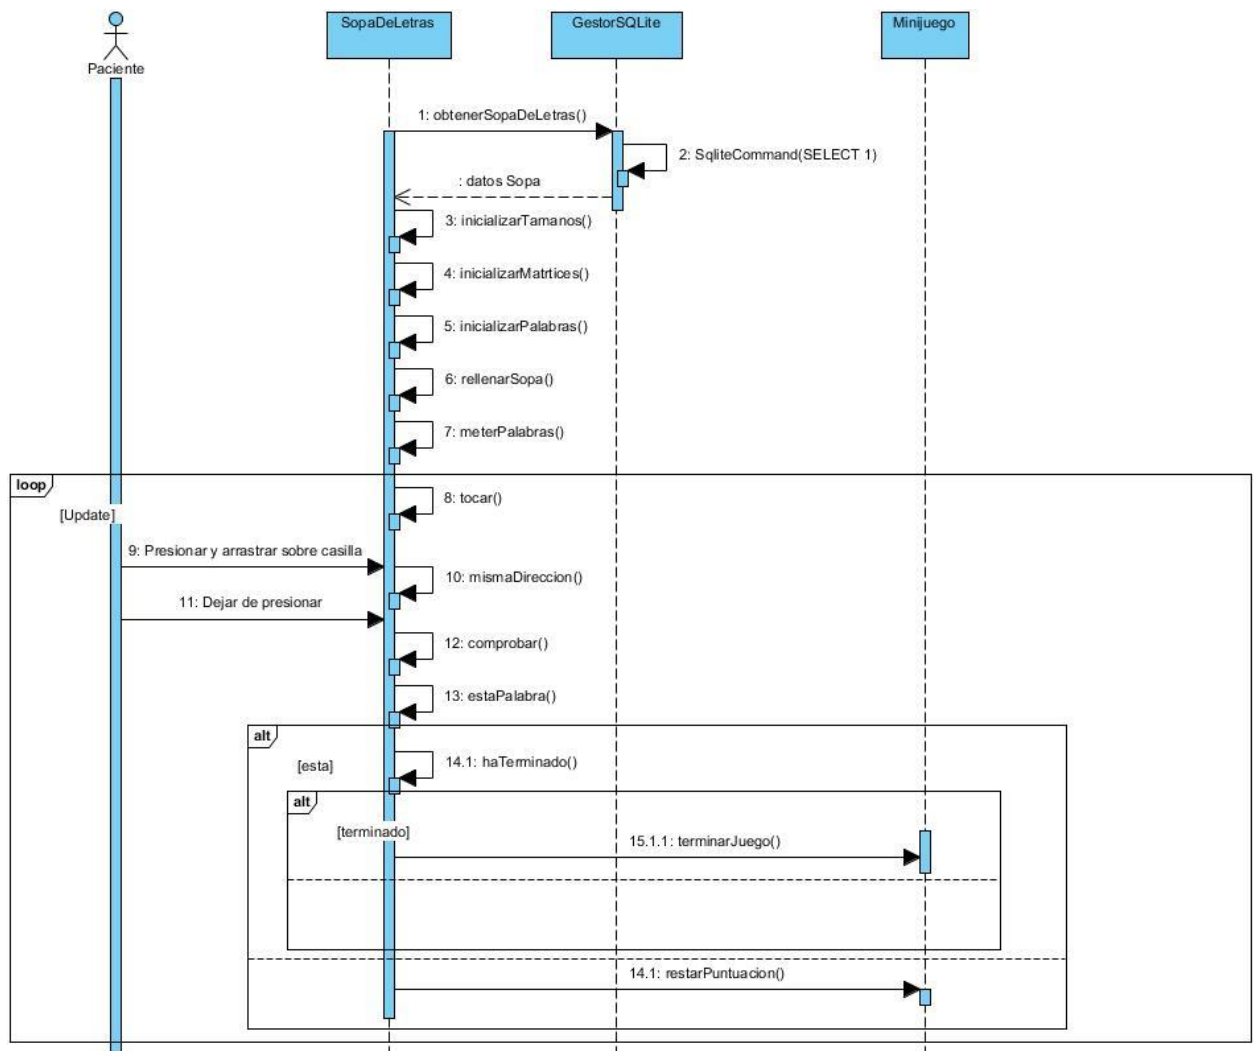 SopaDeLetras
GestorSQLite
Minijuego
Paciente
1: obtenerSopaDeLetras()
2: SqliteCommand(SELECT 1)
: datos Sopa
3: inicializarTamanos()
4: inicializarMatrtices()
5: inicializarPalabras()
6: rellenarSopa()
7: meterPalabras()
loop
8: tocar()
[Update]
9: Presionar y arrastrar sobre casilla
10: mismaDireccion()
11: Dejar de presionar
12: comprobar()
13: estaPalabra()
alt
14.1: haTerminado()
[esta]
alt
[terminado]
15.1.1: terminarJuego()
14.1: restarPuntuacion()